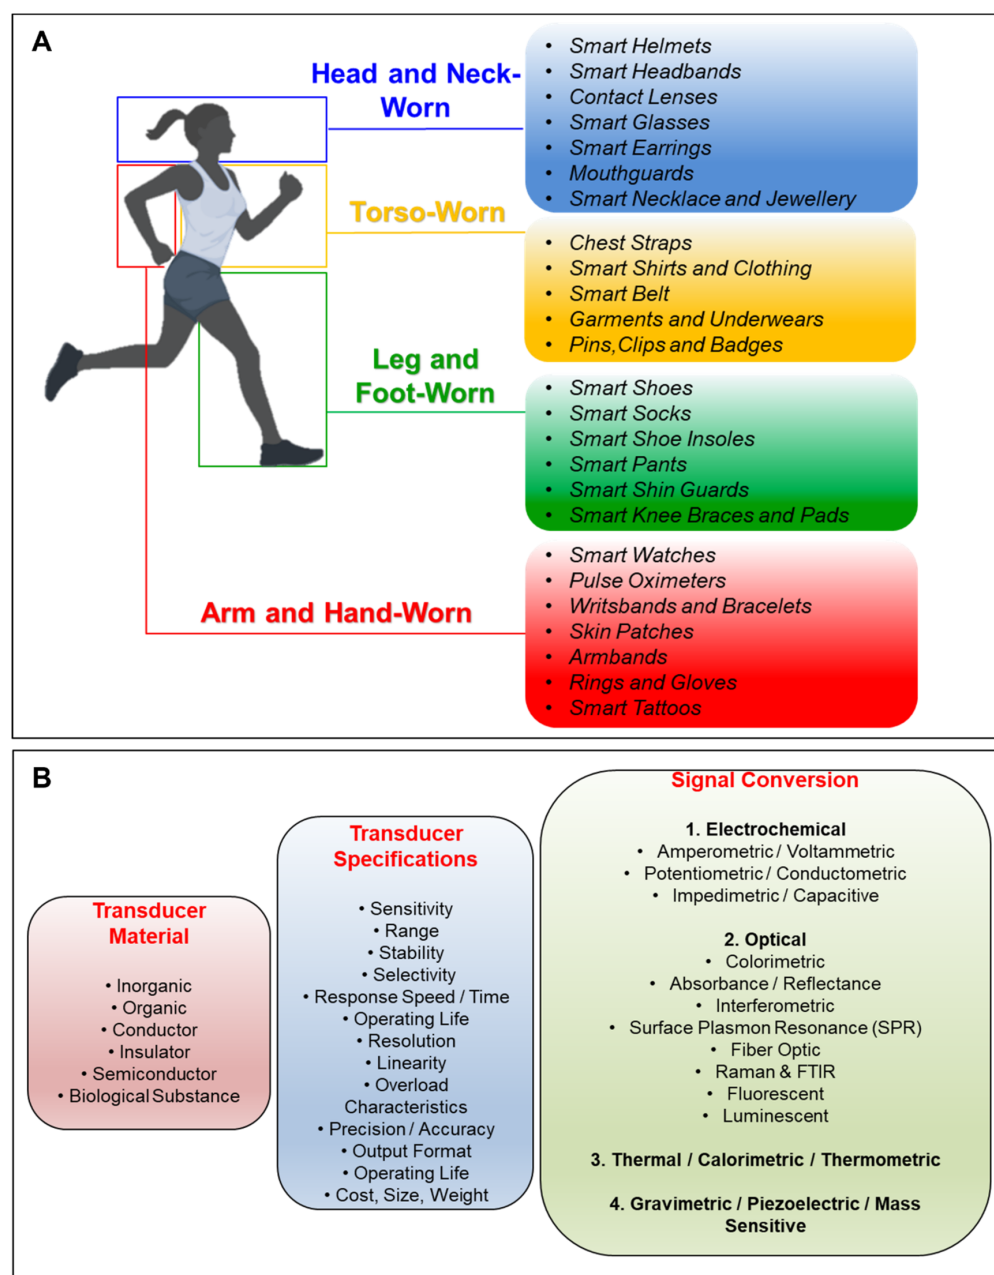 A
Head and Neck-
Worn
• Smart Helmets
• Smart Headbands
• Contact Lenses
• Smart Glasses
• Smart Earrings
• Mouthguards
• Smart Necklace and Jewellery
Torso-Worn
• Chest Straps
• Smart Shirts and Clothing
• Smart Belt
• Garments and Underwears
• Pins,Clips and Badges
Leg and
Foot-Worn
• Smart Shoes
• Smart Socks
• Smart Shoe Insoles
• Smart Pants
• Smart Shin Guards
• Smart Knee Braces and Pads
Arm and Hand-Worn
• Smart Watches
• Pulse Oximeters
• Writsbands and Bracelets
• Skin Patches
• Armbands
• Rings and Gloves
• Smart Tattoos
B
Transducer
Material
• Inorganic
• Organic
• Conductor
• Insulator
• Semiconductor
• Biological Substance
Transducer
Specifications
• Sensitivity
• Range
• Stability
• Selectivity
• Response Speed / Time
• Operating Life
• Resolution
• Linearity
• Overload
Characteristics
• Precision / Accuracy
• Output Format
• Operating Life
• Cost, Size, Weight
Signal Conversion
1. Electrochemical
• Amperometric / Voltammetric
• Potentiometric / Conductometric
• Impedimetric / Capacitive
2. Optical
• Colorimetric
• Absorbance / Reflectance
• Interferometric
• Surface Plasmon Resonance (SPR)
• Fiber Optic
• Raman & FTIR
• Fluorescent
• Luminescent
3. Thermal / Calorimetric / Thermometric
4. Gravimetric / Piezoelectric / Mass
Sensitive